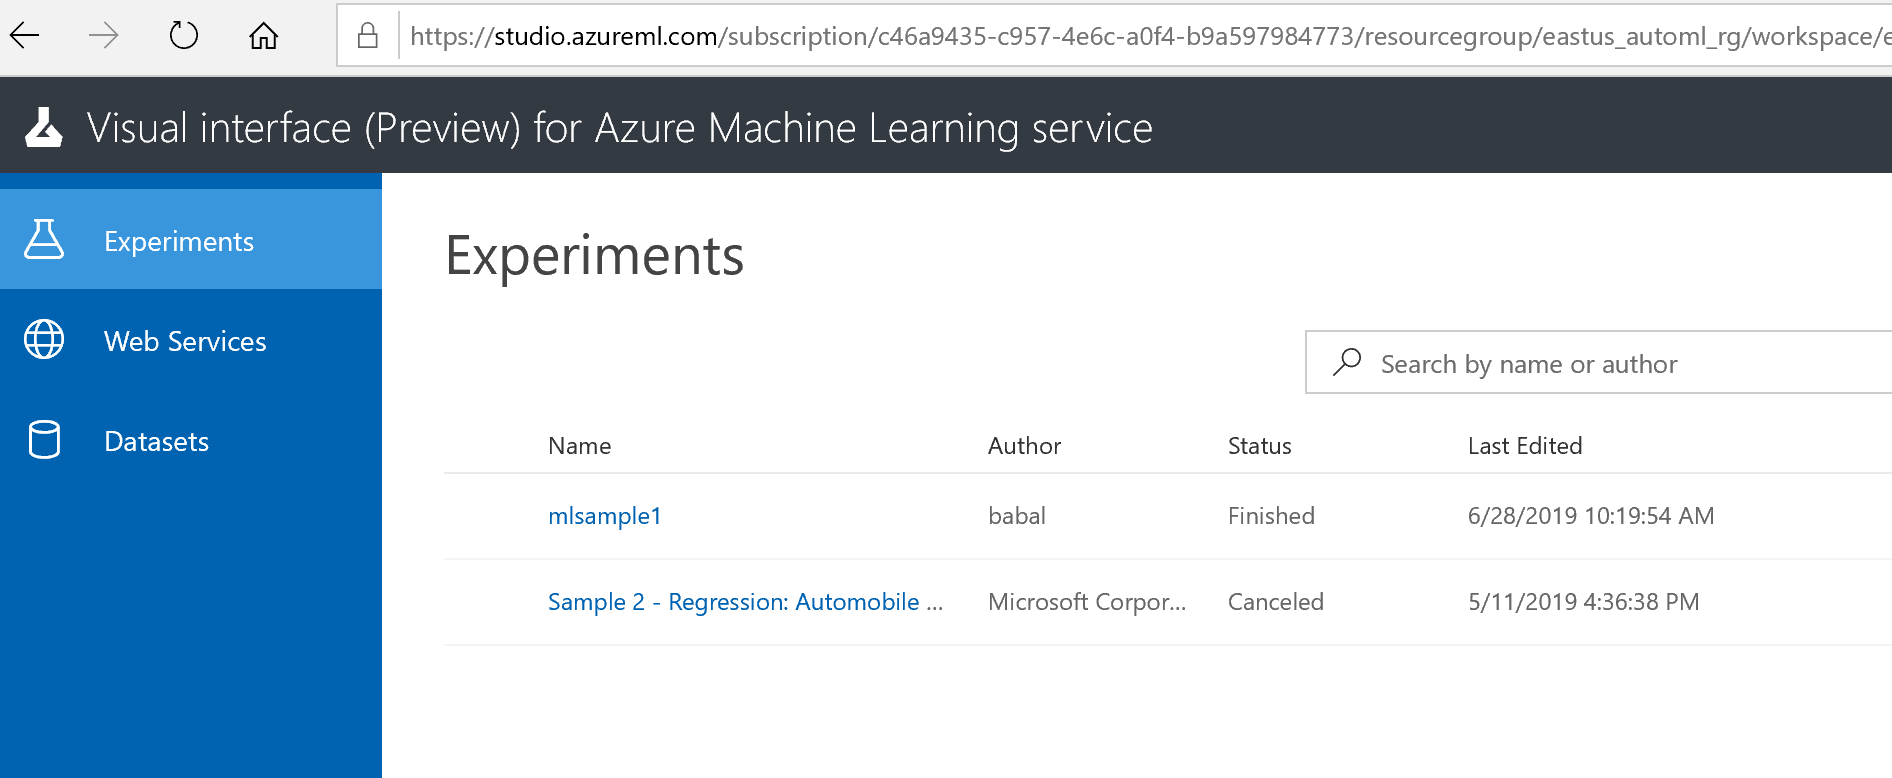 https://studio.azureml.com/subscription/c46a9435-c957-4e6c-a0f4-b9a597984773/resourcegroup/eastus_automl_rg/workspace/e
Visual interface (Preview) for Azure Machine Learning service
Experiments
Web Services
Datasets
Experiments
Search by name or author
Name Author Status Last Edited
mlsample1 babal Finished 6/28/2019 10:19:54 AM
Sample 2 - Regression: Automobile ... Microsoft Corpor... Canceled 5/11/2019 4:36:38 PM